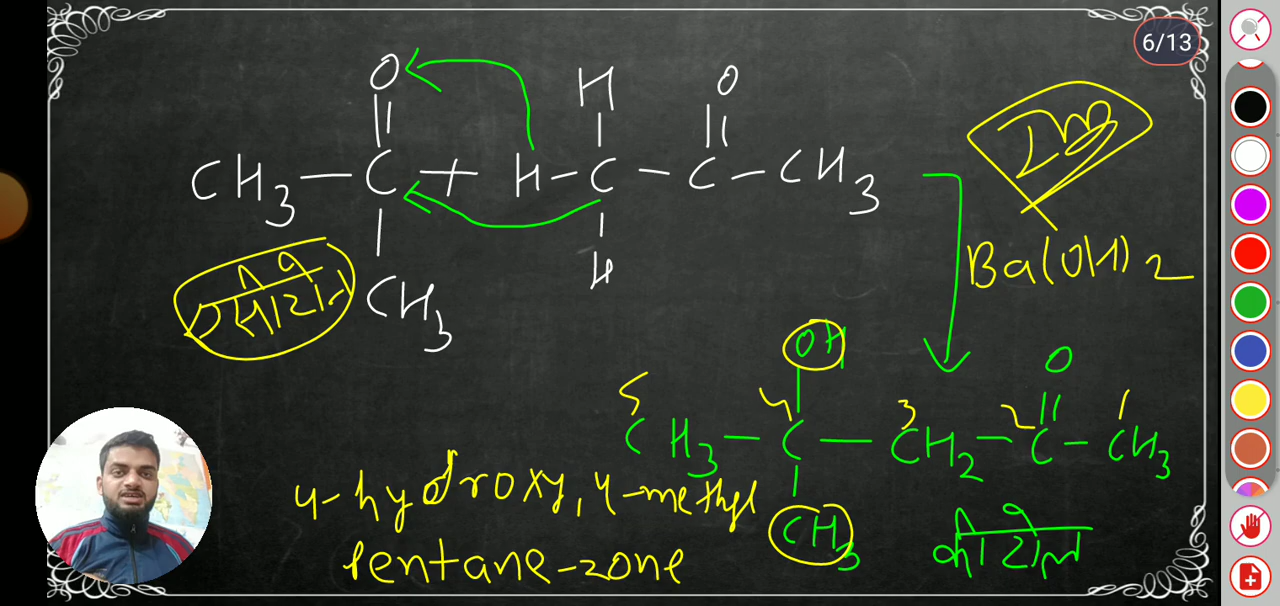 6/13
O H O
CH3 — C + H — C — C — CH3
CH3 H
Imp
Ba(OH)2
OH O
5 4 3 2 1
CH3 — C — CH2 — C — CH3
CH3
4-hydroxy, 4-methyl
Pentane-2one